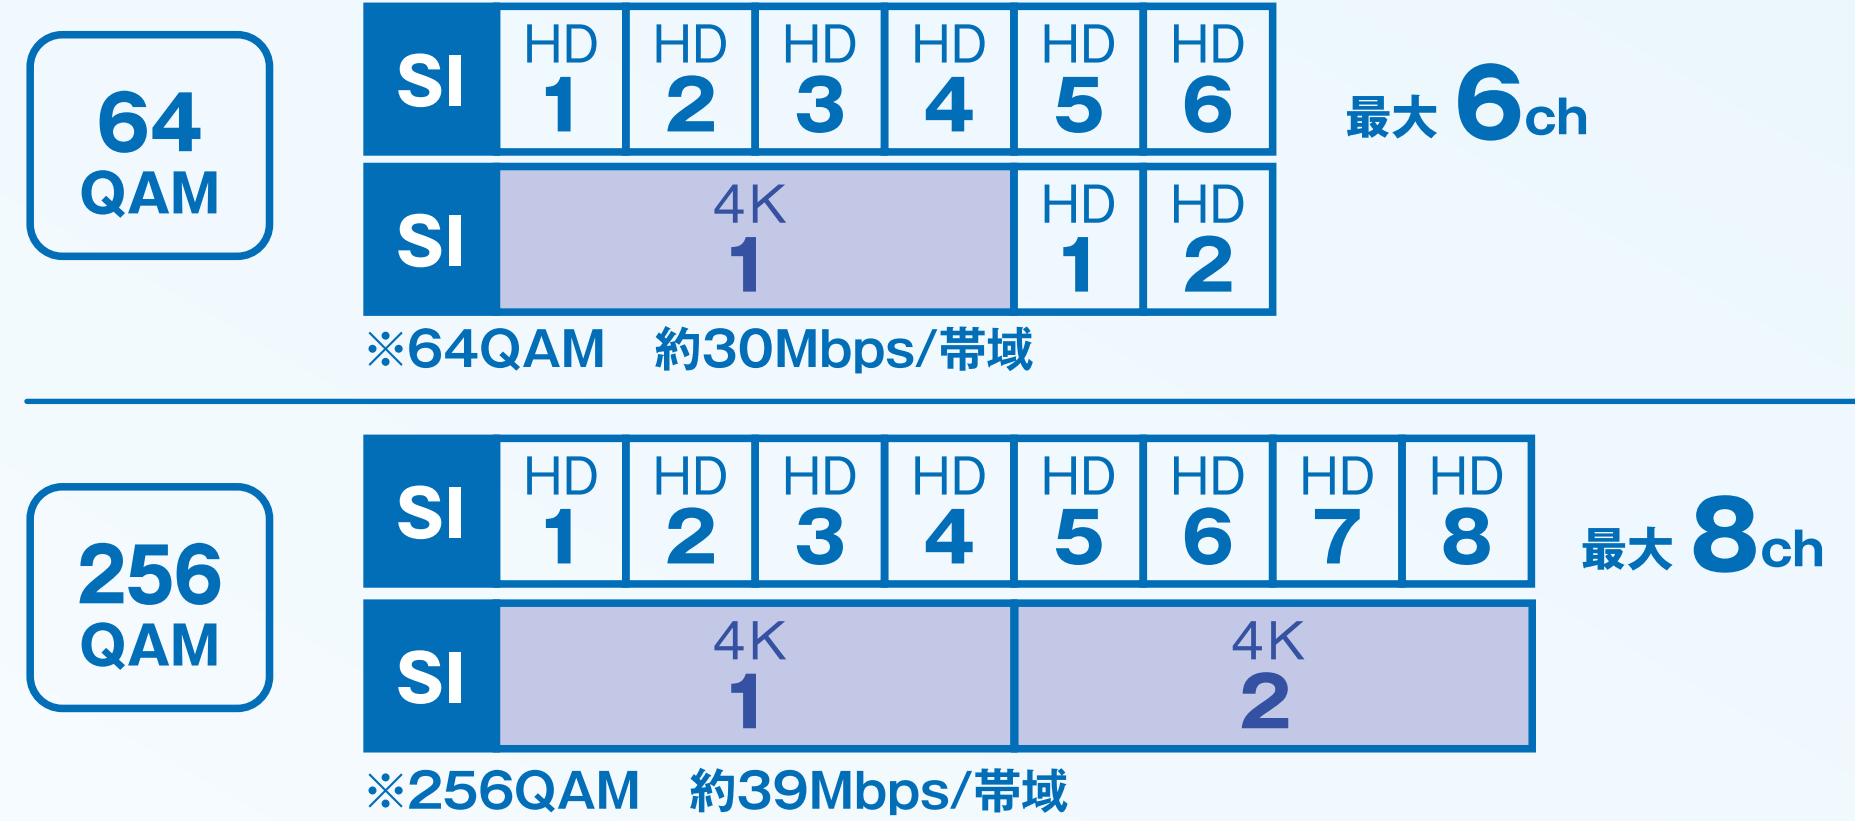 64
QAM
SI HD 1 HD 2 HD 3 HD 4 HD 5 HD 6
最大 6ch
SI 4K 1 HD 1 HD 2
※64QAM 約30Mbps/帯域
256
QAM
SI HD 1 HD 2 HD 3 HD 4 HD 5 HD 6 HD 7 HD 8
最大 8ch
SI 4K 1 4K 2
※256QAM 約39Mbps/帯域